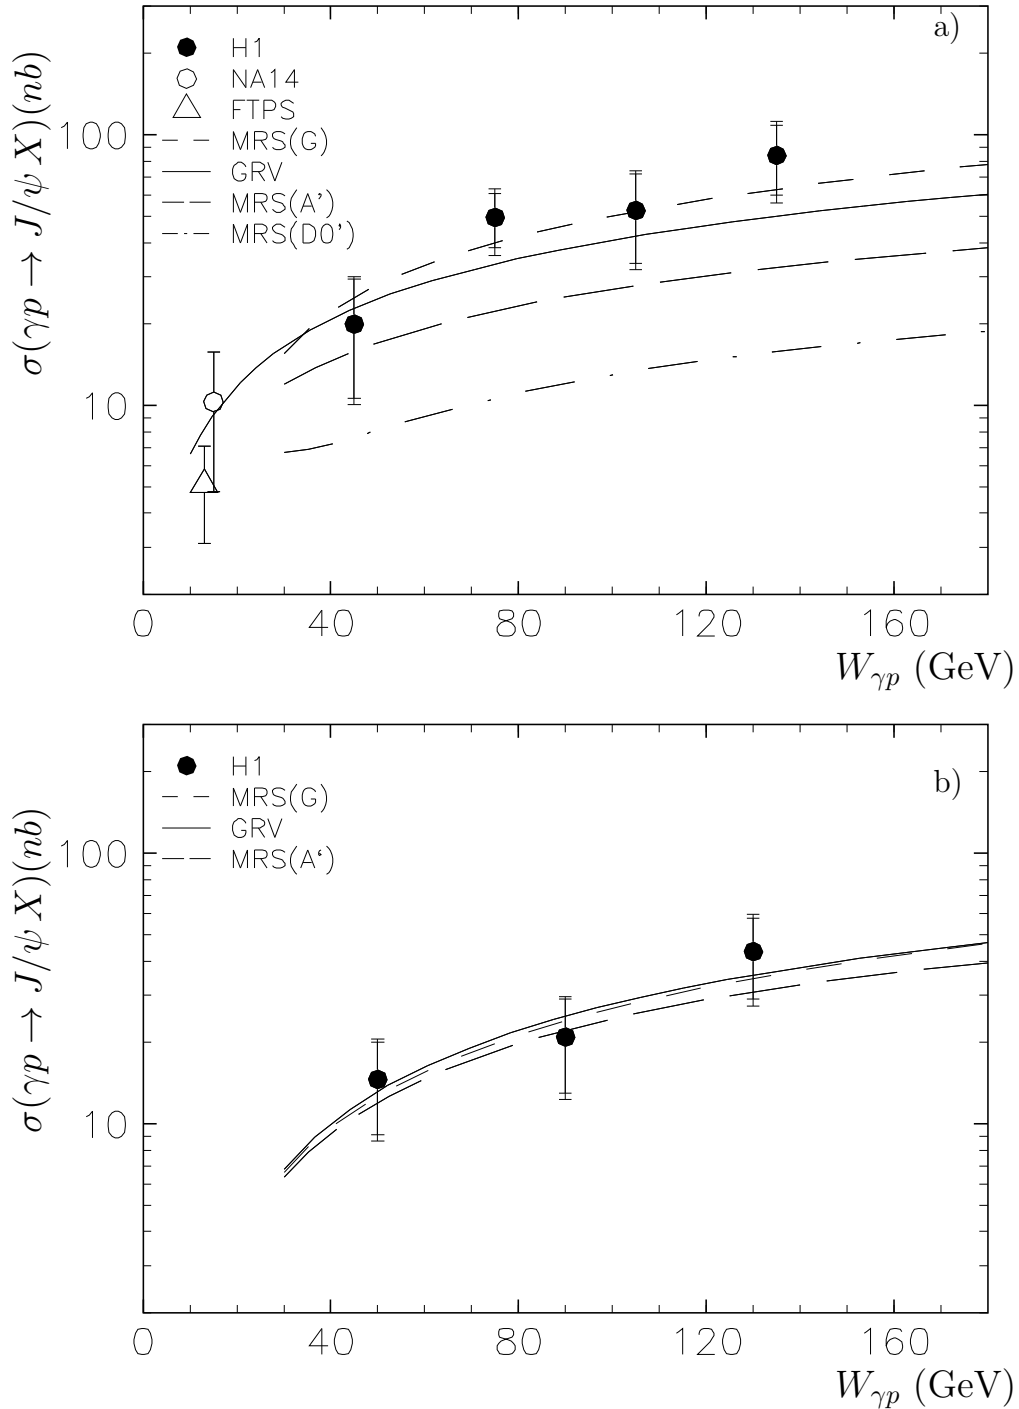 a)
H1
NA14
FTPS
MRS(G)
GRV
MRS(A')
MRS(D0')
σ(γp → J/ψ X)(nb)
100
10
0 40 80 120 160
W_γp (GeV)
b)
H1
MRS(G)
GRV
MRS(A‘)
σ(γp → J/ψ X)(nb)
100
10
0 40 80 120 160
W_γp (GeV)